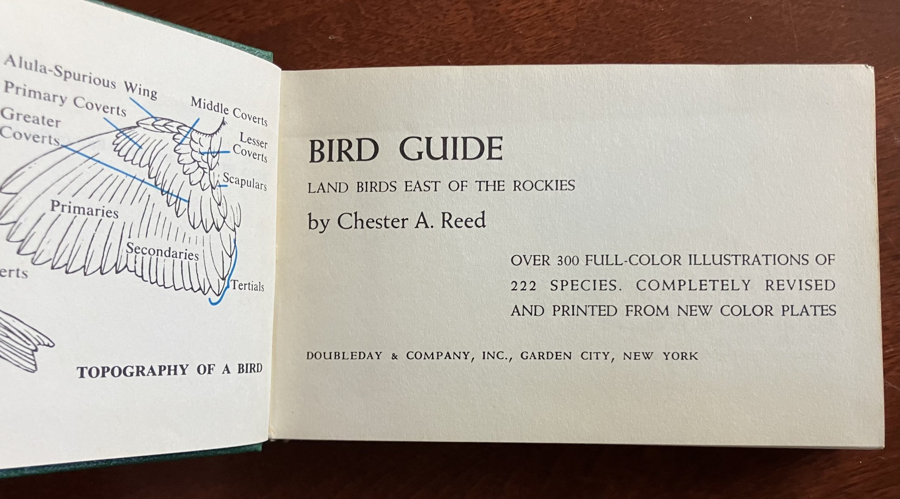 Alula-Spurious Wing
Primary Coverts
Greater
Coverts
Middle Coverts
Lesser
Coverts
Scapulars
Primaries
Secondaries
Tertials
erts
TOPOGRAPHY OF A BIRD
BIRD GUIDE
LAND BIRDS EAST OF THE ROCKIES
by Chester A. Reed
OVER 300 FULL-COLOR ILLUSTRATIONS OF
222 SPECIES. COMPLETELY REVISED
AND PRINTED FROM NEW COLOR PLATES
DOUBLEDAY & COMPANY, INC., GARDEN CITY, NEW YORK